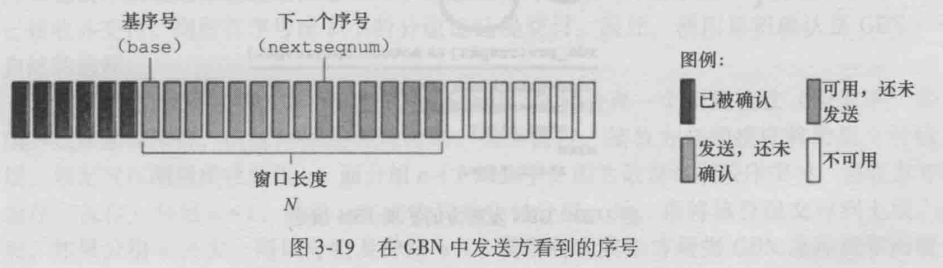 基序号
（base）
下一个序号
（nextseqnum）
窗口长度
N
图例：
已被确认
可用，还未
发送
发送，还未
确认
不可用
图 3-19 在 GBN 中发送方看到的序号